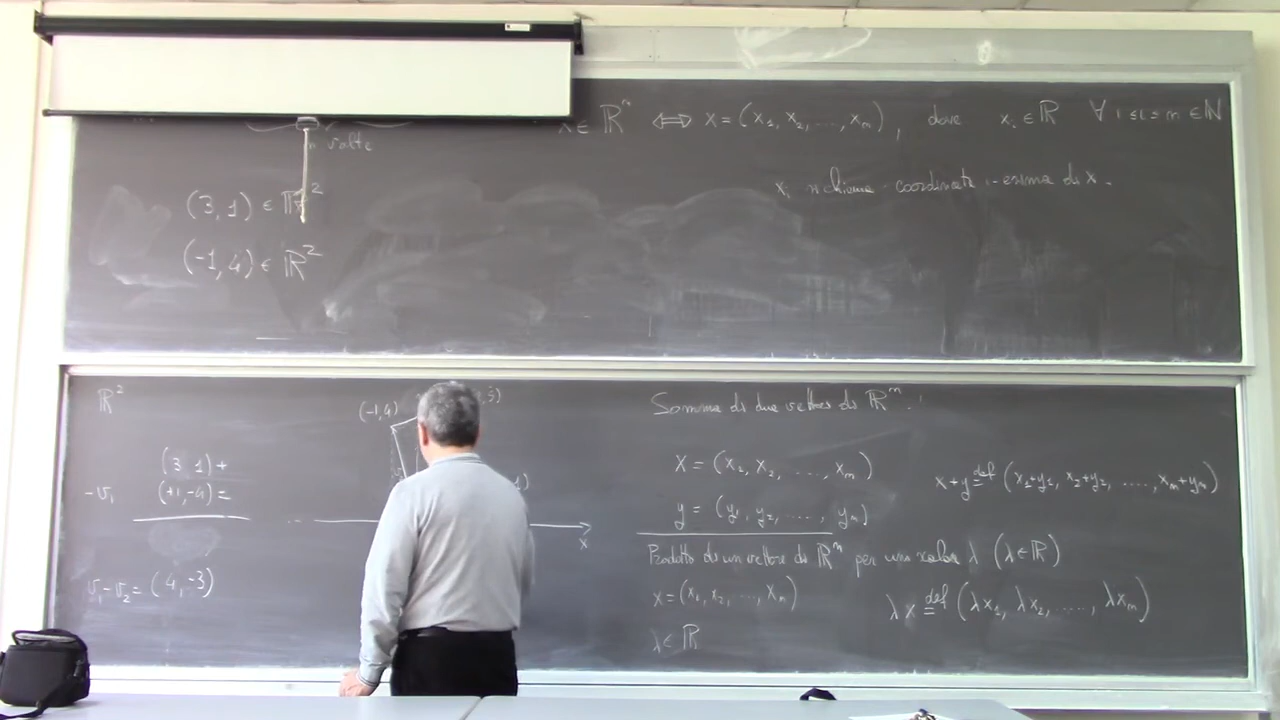 x ∈ ℝⁿ ⟺ x = (x₁, x₂, ..., xₙ), dove xᵢ ∈ ℝ ∀ 1 ≤ i ≤ n ∈ ℕ
n volte
xᵢ si chiama coordinata i-esima di x.
(3, 1) ∈ ℝ²
(-1, 4) ∈ ℝ²
ℝ²
(3 1) +
-v₁ (+1, -4) =
v₁ - v₂ = (4, -3)
(-1, 4)
x
Somma di due vettori di ℝⁿ.
x = (x₁, x₂, ..., xₙ)
y = (y₁, y₂, ..., yₙ)
x + y =def (x₁+y₁, x₂+y₂, ...., xₙ+yₙ)
Prodotto di un vettore di ℝⁿ per uno scalare λ (λ ∈ ℝ)
x = (x₁, x₂, ..., xₙ)
λ ∈ ℝ
λx =def (λx₁, λx₂, ...., λxₙ)